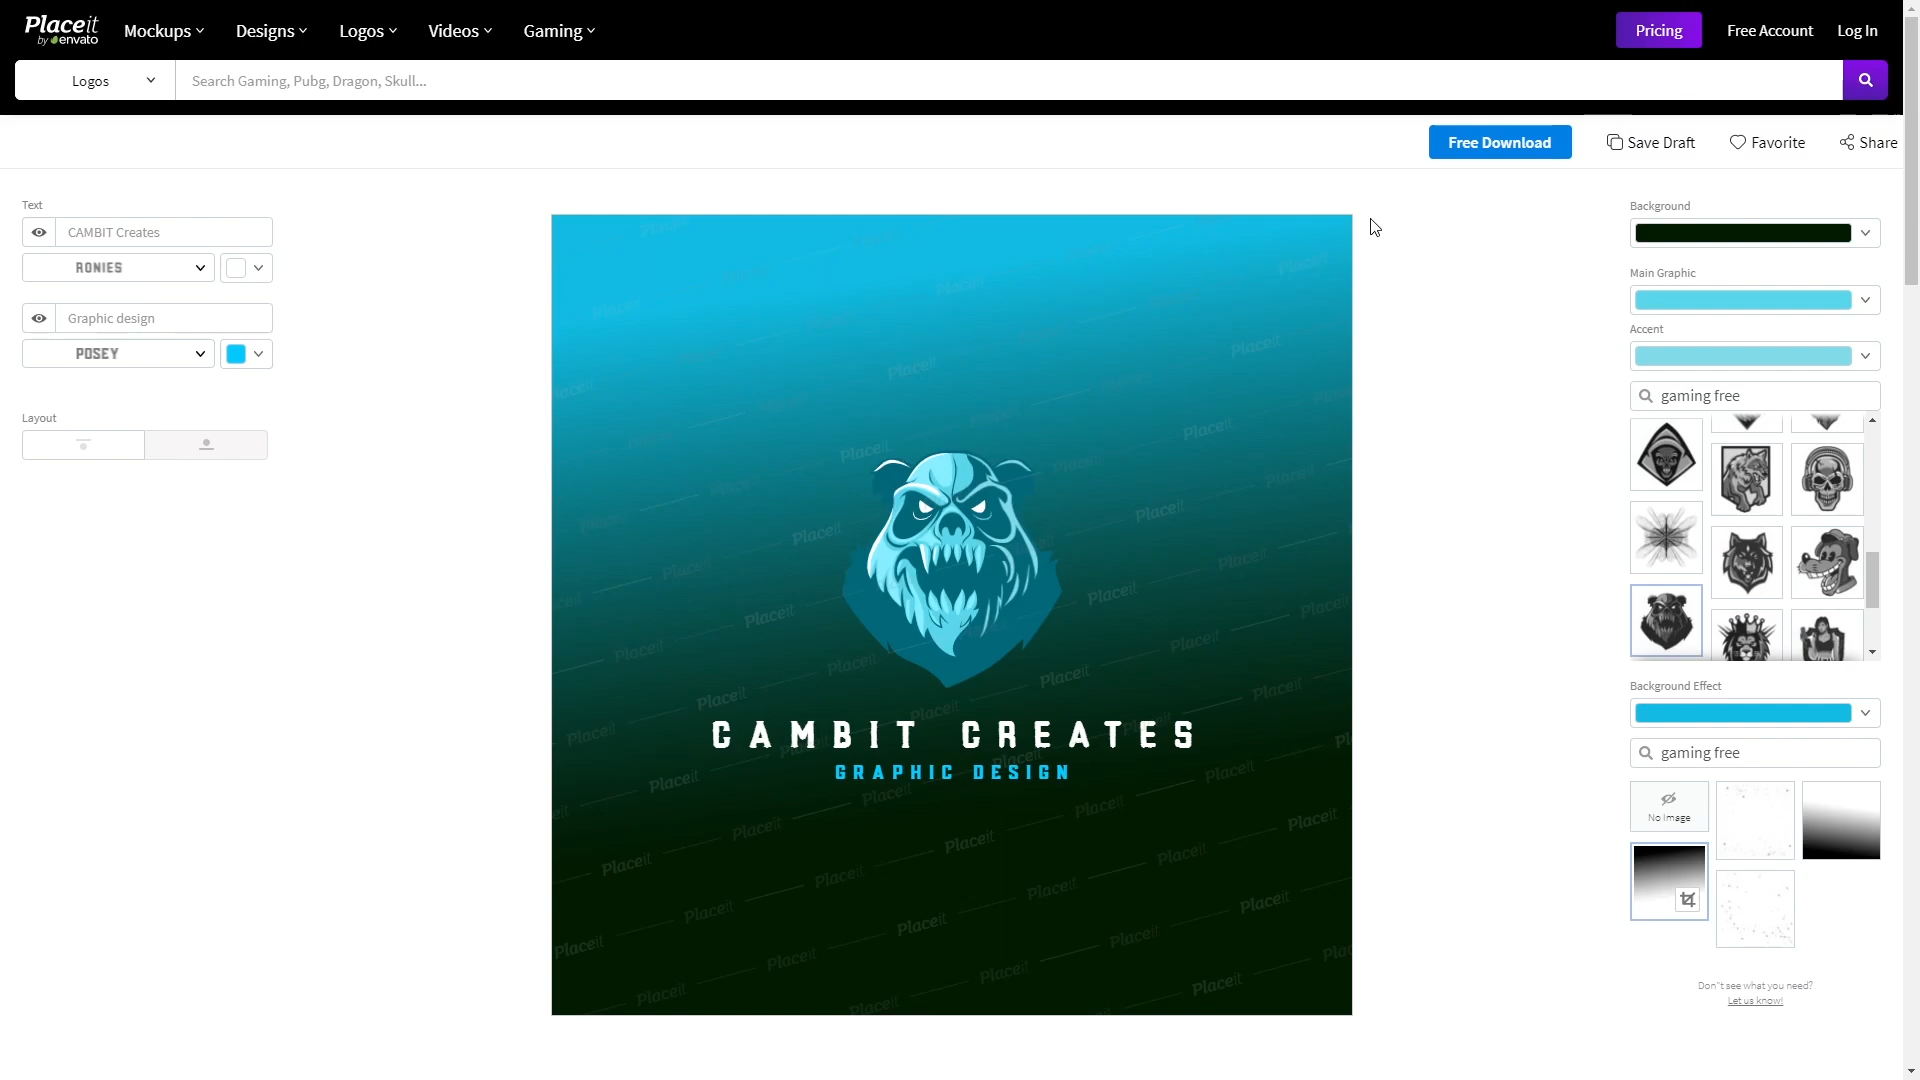 Placeit
by envato
Mockups
Designs
Logos
Videos
Gaming
Pricing
Free Account
Log In
Logos
Search Gaming, Pubg, Dragon, Skull...
Free Download
Save Draft
Favorite
Share
Text
CAMBIT Creates
RONIES
Graphic design
POSEY
Layout
CAMBIT CREATES
GRAPHIC DESIGN
Background
Main Graphic
Accent
gaming free
Background Effect
gaming free
No Image
Don"t see what you need?
Let us know!